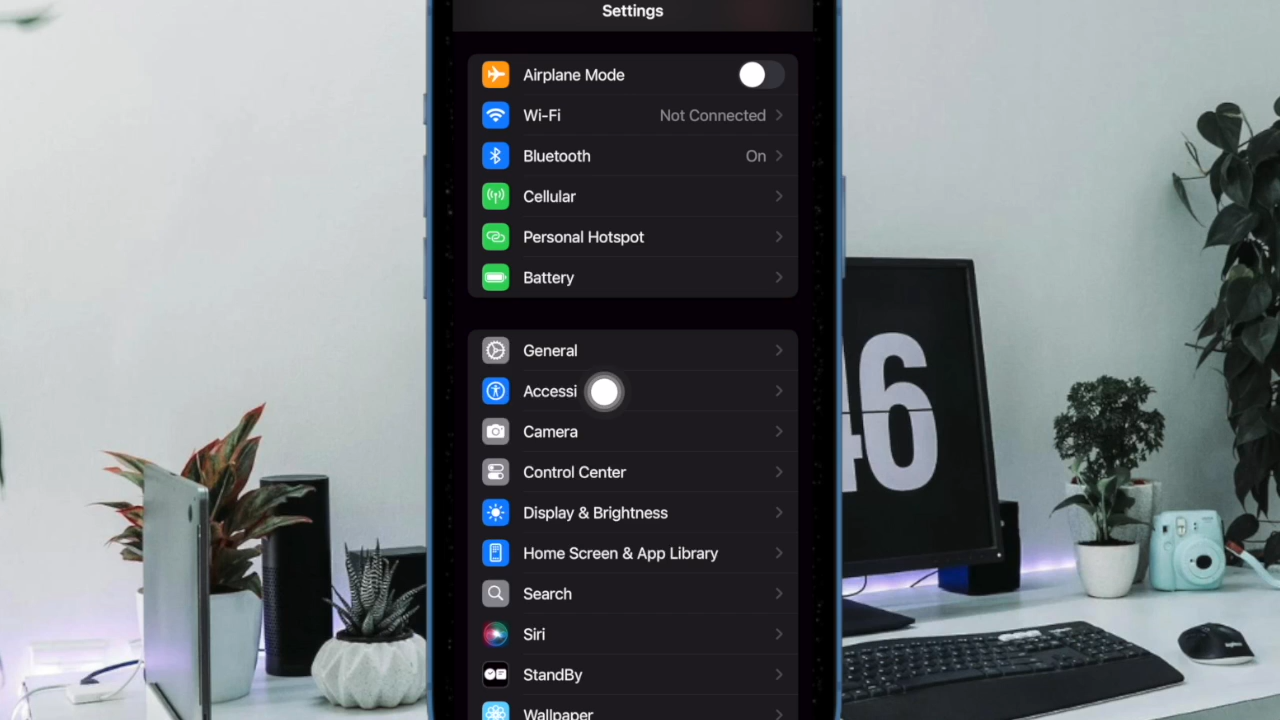 Settings
Airplane Mode
Wi-Fi Not Connected
Bluetooth On
Cellular
Personal Hotspot
Battery
General
Accessi
Camera
Control Center
Display & Brightness
Home Screen & App Library
Search
Siri
StandBy
Wallpaper
46